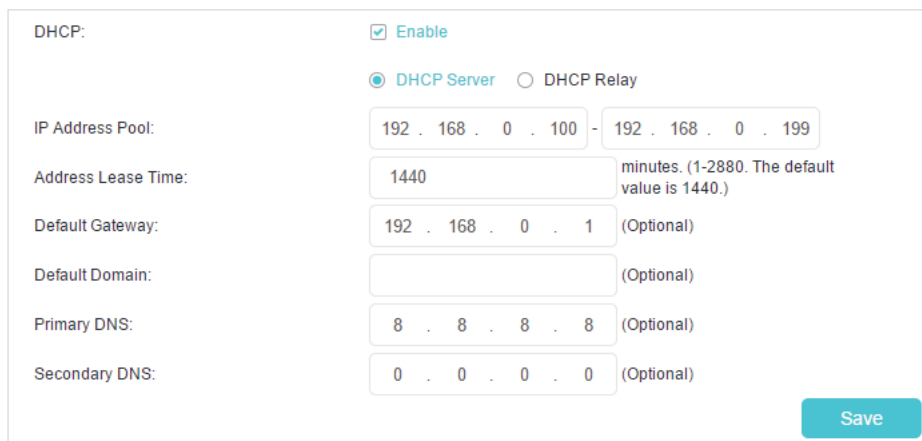 DHCP: Enable
DHCP Server DHCP Relay
IP Address Pool: 192 . 168 . 0 . 100 - 192 . 168 . 0 . 199
Address Lease Time: 1440 minutes. (1-2880. The default
value is 1440.)
Default Gateway: 192 . 168 . 0 . 1 (Optional)
Default Domain: (Optional)
Primary DNS: 8 . 8 . 8 . 8 (Optional)
Secondary DNS: 0 . 0 . 0 . 0 (Optional)
Save